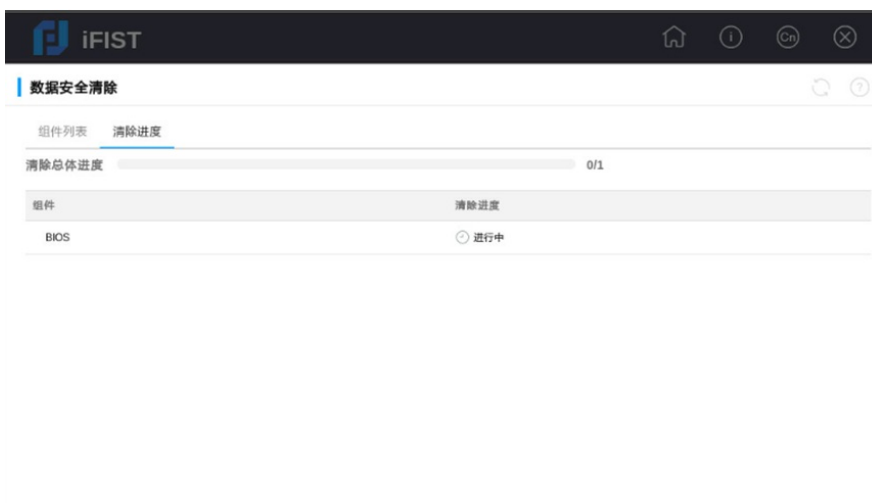 iFIST
Cn
数据安全清除
组件列表 清除进度
清除总体进度 0/1
组件 清除进度
BIOS 进行中